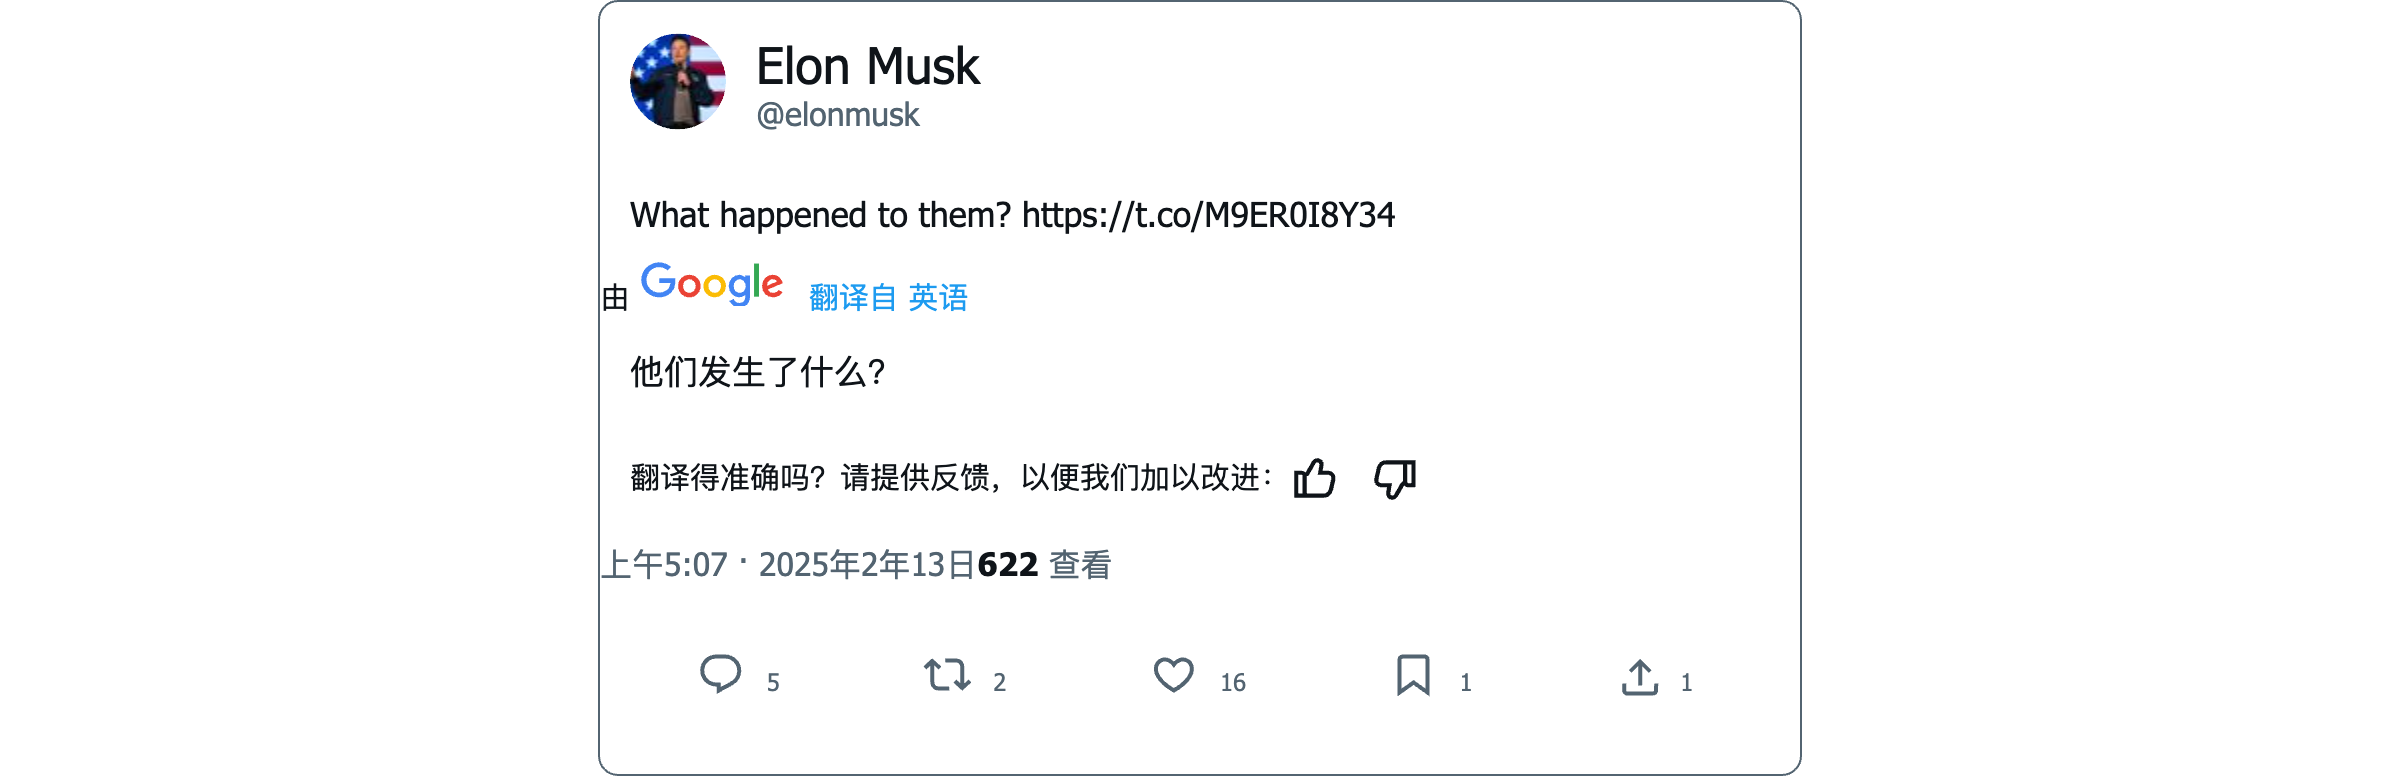 Elon Musk
@elonmusk
What happened to them? https://t.co/M9ER0I8Y34
由 Google 翻译自 英语
他们发生了什么?
翻译得准确吗？请提供反馈，以便我们加以改进：
上午5:07 · 2025年2年13日622 查看
5 2 16 1 1